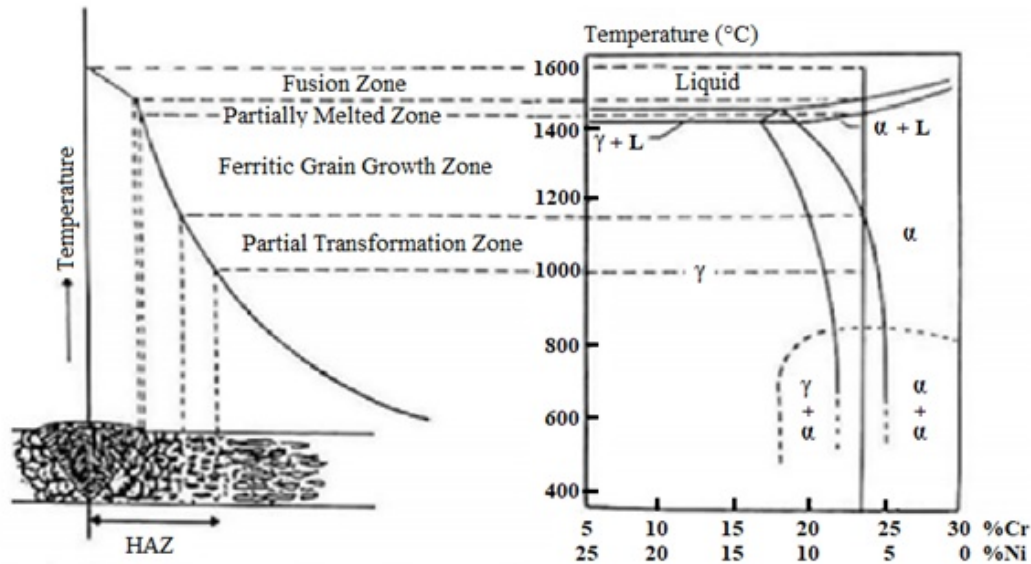 Temperature
Fusion Zone
Partially Melted Zone
Ferritic Grain Growth Zone
Partial Transformation Zone
HAZ
Temperature (°C)
1600
1400
1200
1000
800
600
400
Liquid
γ + L
α + L
α
γ
γ
+
α
α
+
α
5 10 15 20 25 30 %Cr
25 20 15 10 5 0 %Ni